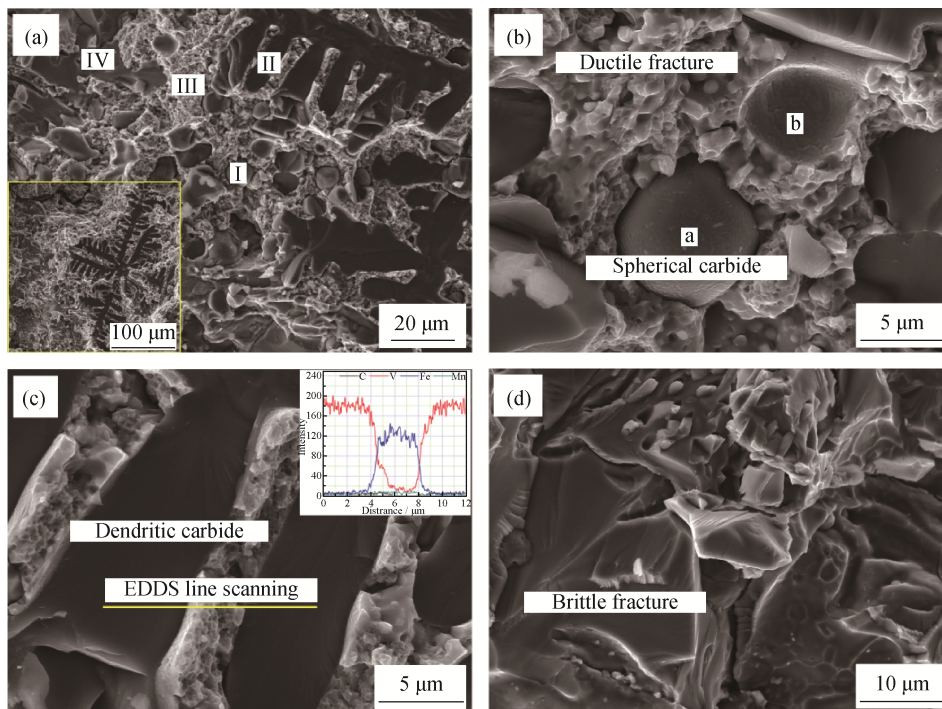 (a)
IV
III
II
I
100 μm
20 μm
(b)
Ductile fracture
b
a
Spherical carbide
5 μm
(c)
C V Fe Mn
240
200
160
120
80
40
0
Intensity
0 2 4 6 8 10 12
Distrance / μm
Dendritic carbide
EDDS line scanning
5 μm
(d)
Brittle fracture
10 μm